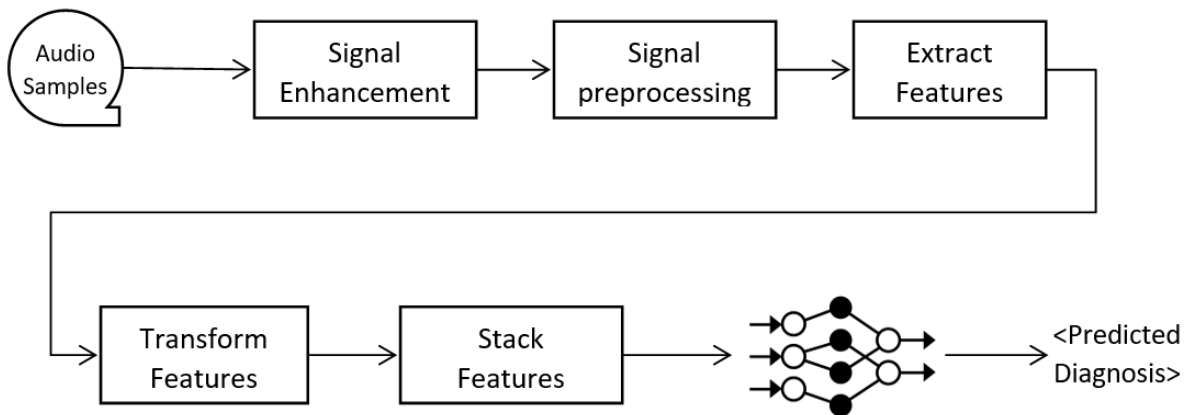 Audio
Samples
Signal
Enhancement
Signal
preprocessing
Extract
Features
Transform
Features
Stack
Features
<Predicted
Diagnosis>